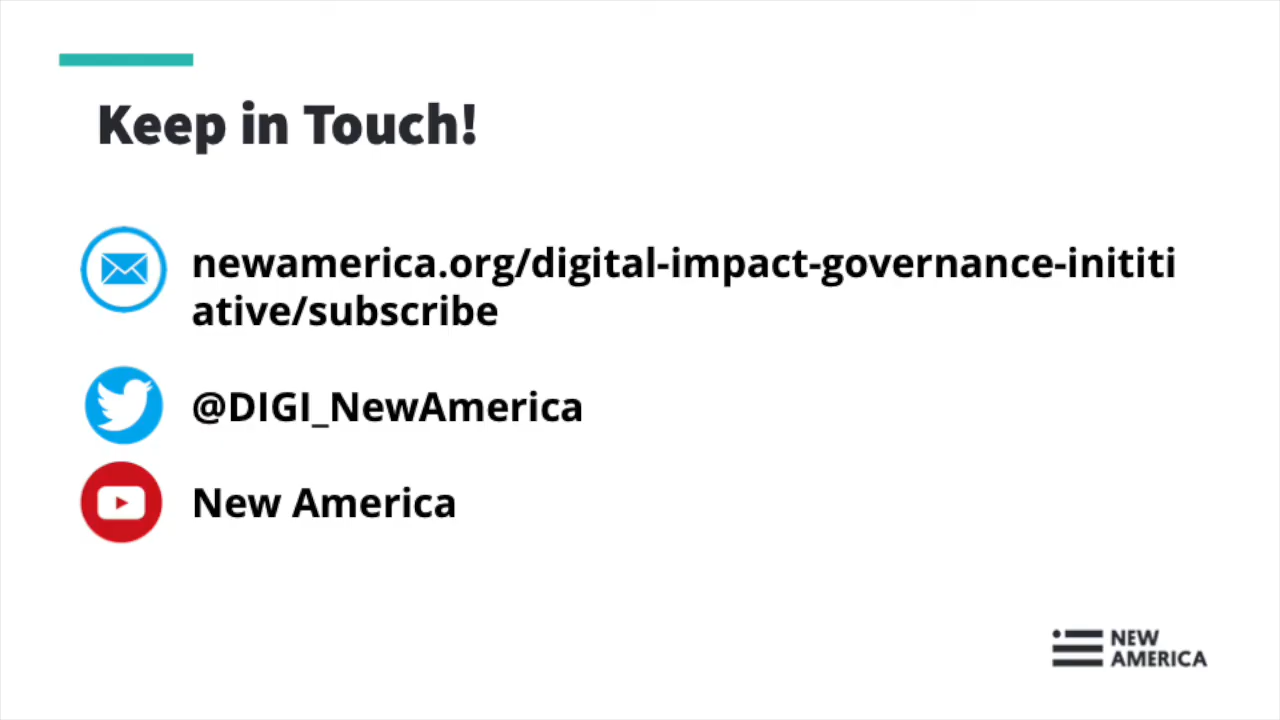 Keep in Touch!
newamerica.org/digital-impact-governance-inititi
ative/subscribe
@DIGI_NewAmerica
New America
NEW
AMERICA